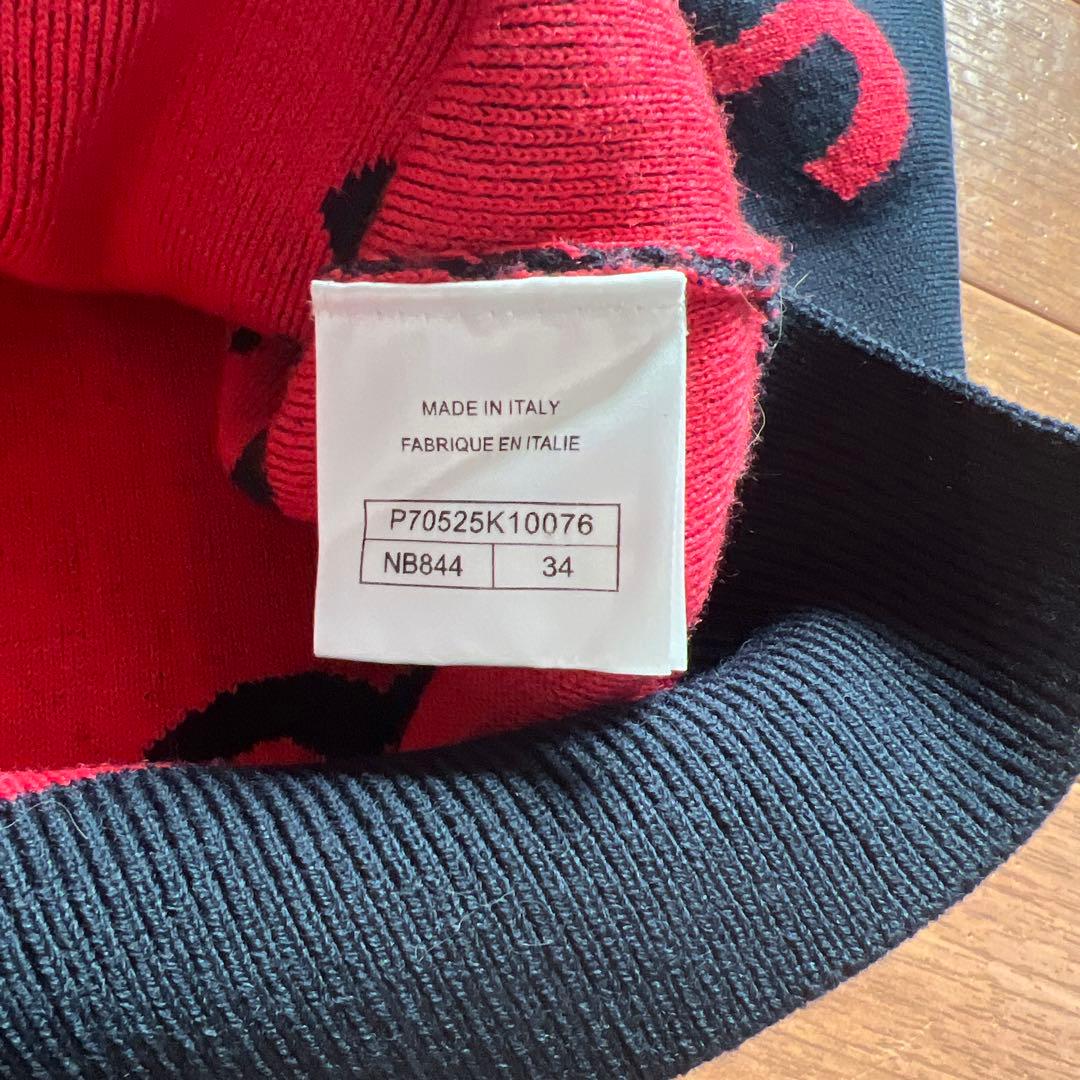 MADE IN ITALY
FABRIQUE EN ITALIE
P70525K10076
NB844 34